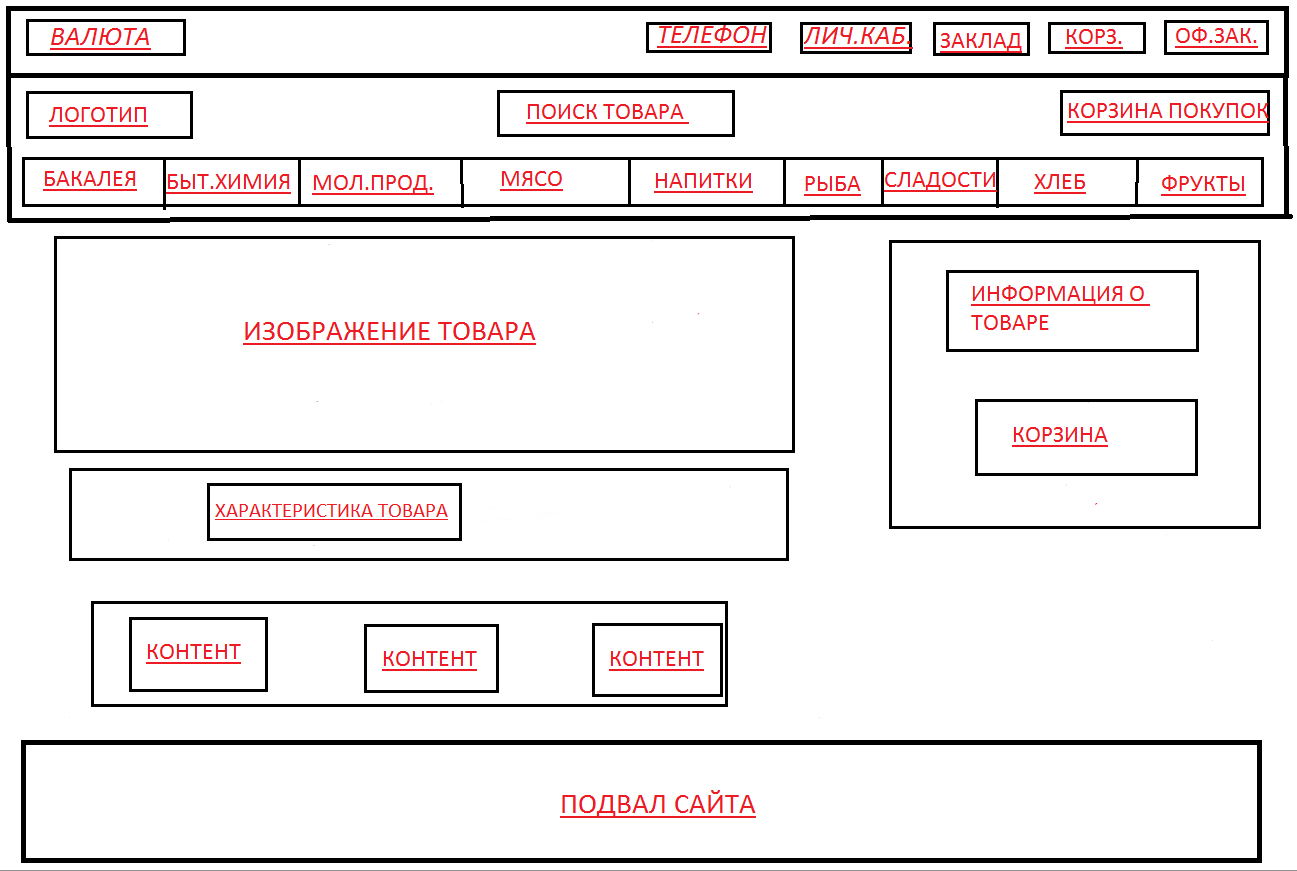 ВАЛЮТА
ТЕЛЕФОН
ЛИЧ.КАБ.
ЗАКЛАД
КОРЗ.
ОФ.ЗАК.
ЛОГОТИП
ПОИСК ТОВАРА
КОРЗИНА ПОКУПОК
БАКАЛЕЯ
БЫТ.ХИМИЯ
МОЛ.ПРОД.
МЯСО
НАПИТКИ
РЫБА
СЛАДОСТИ
ХЛЕБ
ФРУКТЫ
ИЗОБРАЖЕНИЕ ТОВАРА
ИНФОРМАЦИЯ О
ТОВАРЕ
КОРЗИНА
ХАРАКТЕРИСТИКА ТОВАРА
КОНТЕНТ
КОНТЕНТ
КОНТЕНТ
ПОДВАЛ САЙТА